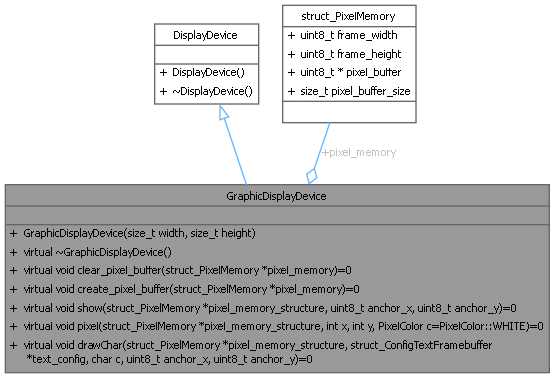 DisplayDevice
+ DisplayDevice()
+ ~DisplayDevice()
struct_PixelMemory
+ uint8_t frame_width
+ uint8_t frame_height
+ uint8_t * pixel_buffer
+ size_t pixel_buffer_size
+pixel_memory
GraphicDisplayDevice
+ GraphicDisplayDevice(size_t width, size_t height)
+ virtual ~GraphicDisplayDevice()
+ virtual void clear_pixel_buffer(struct_PixelMemory *pixel_memory)=0
+ virtual void create_pixel_buffer(struct_PixelMemory *pixel_memory)=0
+ virtual void show(struct_PixelMemory *pixel_memory_structure, uint8_t anchor_x, uint8_t anchor_y)=0
+ virtual void pixel(struct_PixelMemory *pixel_memory_structure, int x, int y, PixelColor c=PixelColor::WHITE)=0
+ virtual void drawChar(struct_PixelMemory *pixel_memory_structure, struct_ConfigTextFramebuffer
*text_config, char c, uint8_t anchor_x, uint8_t anchor_y)=0